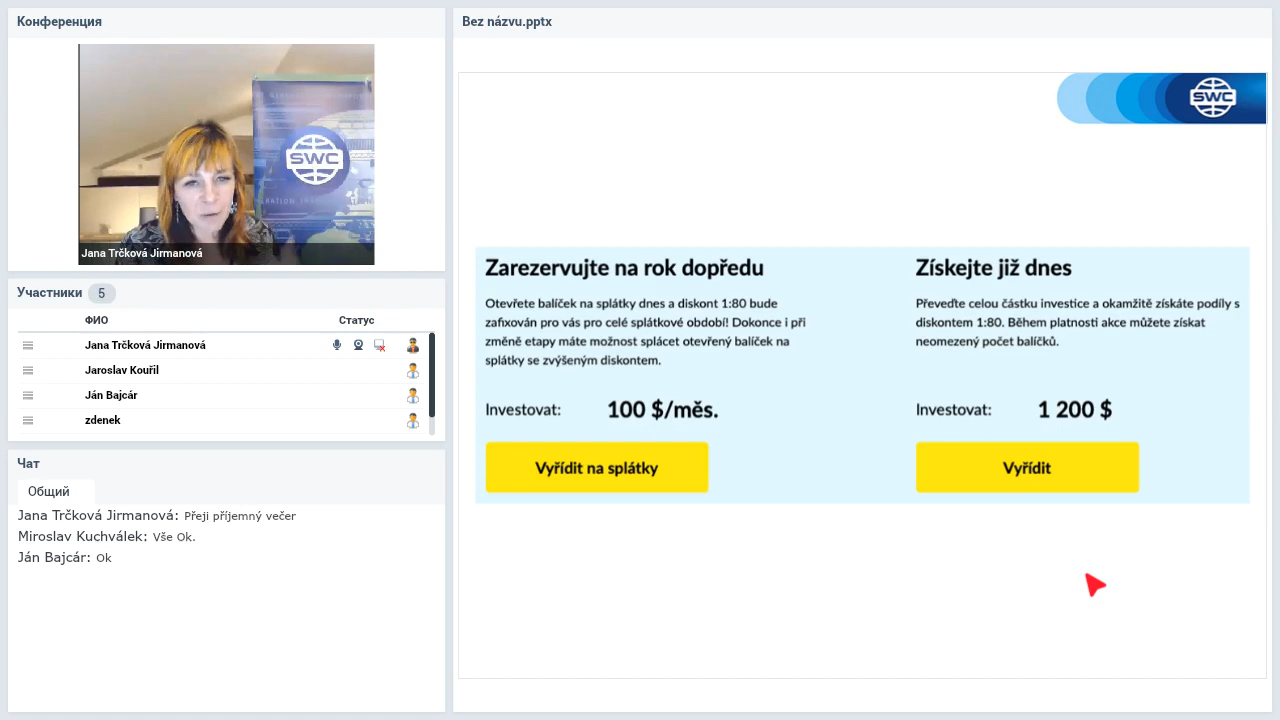 Конференция
SWC
Jana Trčková Jirmanová
Участники 5
ФИО Статус
Jana Trčková Jirmanová
Jaroslav Kouřil
Ján Bajcár
zdenek
Чат
Общий
Jana Trčková Jirmanová: Přeji příjemný večer
Miroslav Kuchválek: Vše Ok.
Ján Bajcár: Ok
Bez názvu.pptx
SWC
Zarezervujte na rok dopředu
Otevřete balíček na splátky dnes a diskont 1:80 bude
zafixován pro vás pro celé splátkové období! Dokonce i při
změně etapy máte možnost splácet otevřený balíček na
splátky se zvýšeným diskontem.
Investovat: 100 $/měs.
Vyřídit na splátky
Získejte již dnes
Převeďte celou částku investice a okamžitě získáte podíly s
diskontem 1:80. Během platnosti akce můžete získat
neomezený počet balíčků.
Investovat: 1 200 $
Vyřídit